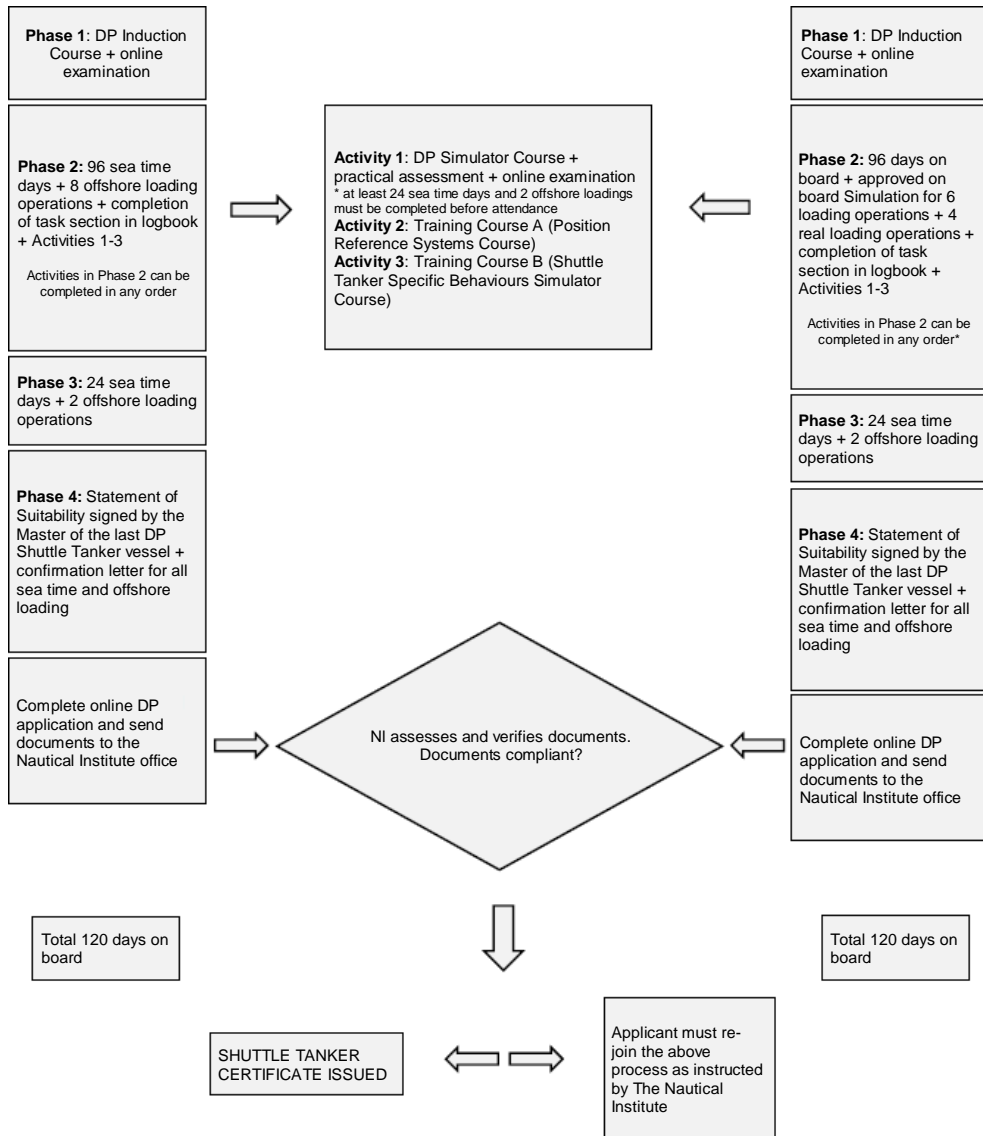 Phase 1: DP Induction
Course + online
examination
Phase 2: 96 sea time
days + 8 offshore loading
operations + completion
of task section in logbook
+ Activities 1-3
Activities in Phase 2 can be
completed in any order
Phase 3: 24 sea time
days + 2 offshore loading
operations
Phase 4: Statement of
Suitability signed by the
Master of the last DP
Shuttle Tanker vessel +
confirmation letter for all
sea time and offshore
loading
Complete online DP
application and send
documents to the
Nautical Institute office
Total 120 days on
board
Activity 1: DP Simulator Course +
practical assessment + online examination
* at least 24 sea time days and 2 offshore loadings
must be completed before attendance
Activity 2: Training Course A (Position
Reference Systems Course)
Activity 3: Training Course B (Shuttle
Tanker Specific Behaviours Simulator
Course)
Phase 1: DP Induction
Course + online
examination
Phase 2: 96 days on
board + approved on
board Simulation for 6
loading operations + 4
real loading operations +
completion of task
section in logbook +
Activities 1-3
Activities in Phase 2 can be
completed in any order*
Phase 3: 24 sea time
days + 2 offshore loading
operations
Phase 4: Statement of
Suitability signed by the
Master of the last DP
Shuttle Tanker vessel +
confirmation letter for all
sea time and offshore
loading
Complete online DP
application and send
documents to the
Nautical Institute office
Total 120 days on
board
NI assesses and verifies documents.
Documents compliant?
SHUTTLE TANKER
CERTIFICATE ISSUED
Applicant must re-
join the above
process as instructed
by The Nautical
Institute